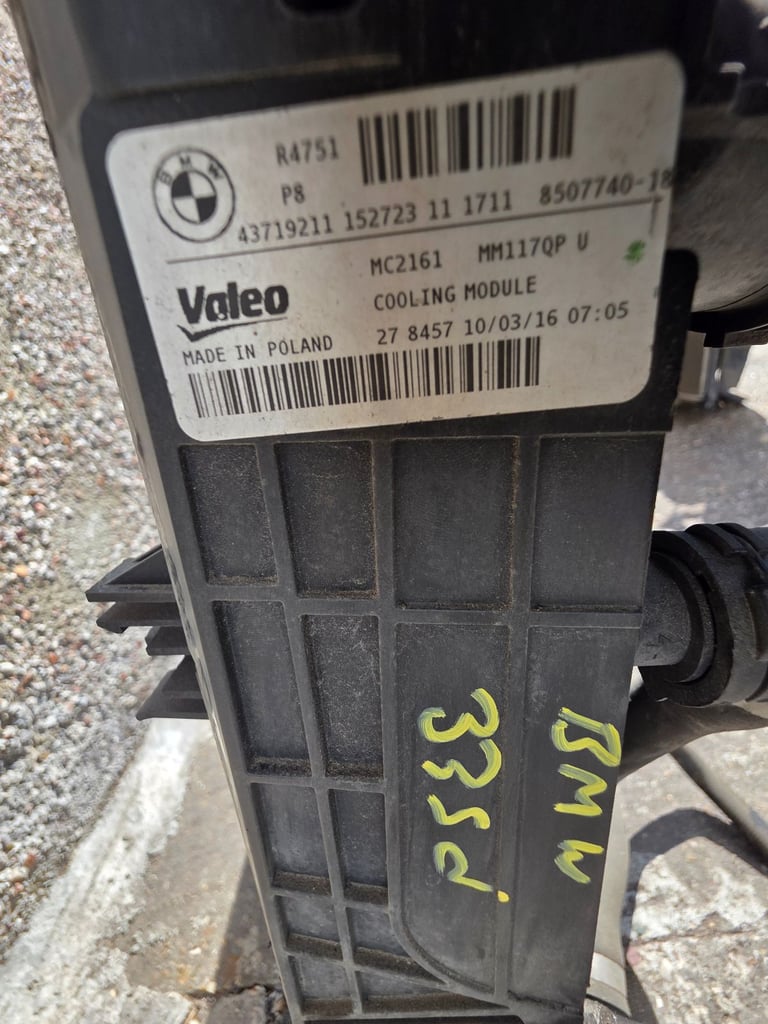 BMW
R4751
P8
43719211 152723 11 1711 8507740-18
MC2161 MM117QP U
Valeo
COOLING MODULE
MADE IN POLAND 27 8457 10/03/16 07:05
BMW
335d